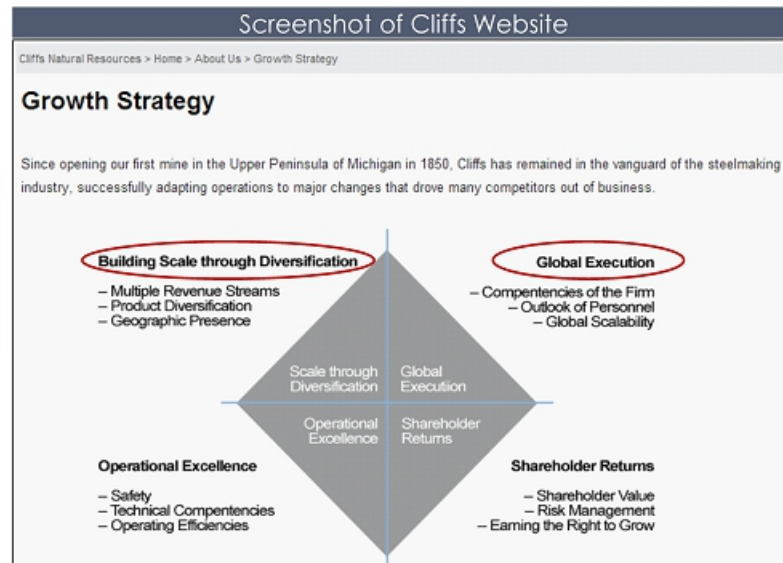 Screenshot of Cliffs Website
Cliffs Natural Resources > Home > About Us > Growth Strategy
Growth Strategy
Since opening our first mine in the Upper Peninsula of Michigan in 1850, Cliffs has remained in the vanguard of the steelmaking
industry, successfully adapting operations to major changes that drove many competitors out of business.
Building Scale through Diversification
– Multiple Revenue Streams
– Product Diversification
– Geographic Presence
Global Execution
– Compentencies of the Firm
– Outlook of Personnel
– Global Scalability
Scale through
Diversification
Global
Executiion
Operational
Excellence
Shareholder
Returns
Operational Excellence
– Safety
– Technical Compentencies
– Operating Efficiencies
Shareholder Returns
– Shareholder Value
– Risk Management
– Earning the Right to Grow